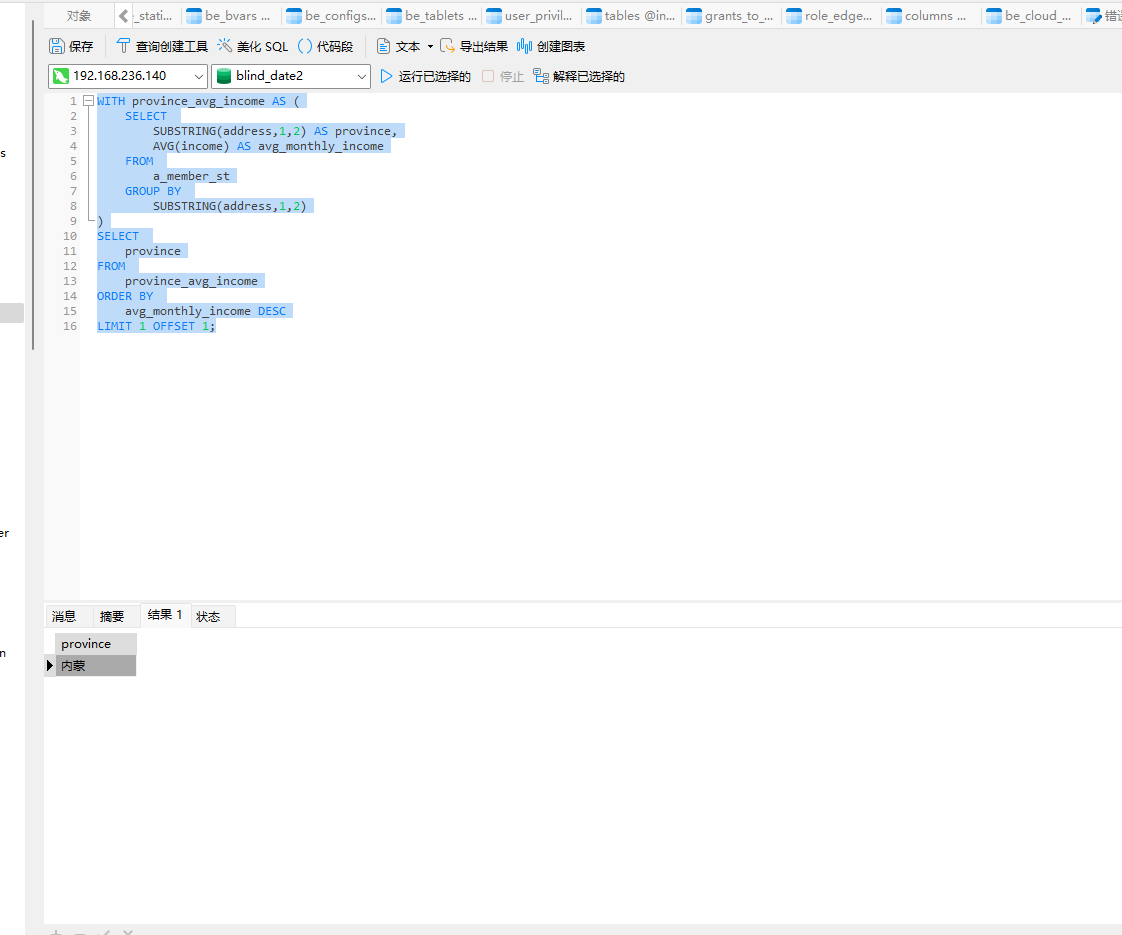 对象
_stati...
be_bvars ...
be_configs...
be_tablets ...
user_privil...
tables @in...
grants_to_...
role_edge...
columns ...
be_cloud_...
保存
查询创建工具
美化 SQL
() 代码段
文本
导出结果
创建图表
192.168.236.140
blind_date2
运行已选择的
停止
解释已选择的
s
er
n
1 WITH province_avg_income AS (
2 SELECT
3 SUBSTRING(address,1,2) AS province,
4 AVG(income) AS avg_monthly_income
5 FROM
6 a_member_st
7 GROUP BY
8 SUBSTRING(address,1,2)
9 )
10 SELECT
11 province
12 FROM
13 province_avg_income
14 ORDER BY
15 avg_monthly_income DESC
16 LIMIT 1 OFFSET 1;
消息
摘要
结果 1
状态
province
内蒙